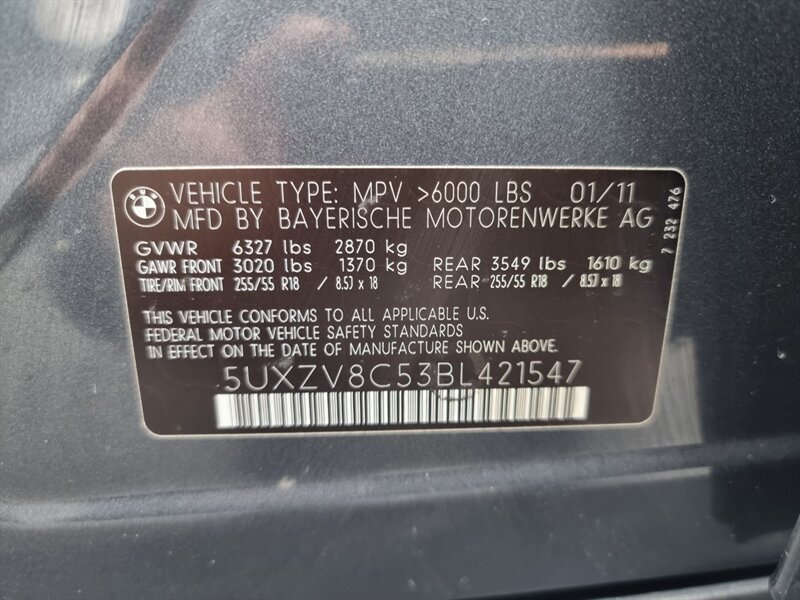 BMW VEHICLE TYPE: MPV >6000 LBS 01/11
MFD BY BAYERISCHE MOTORENWERKE AG
GVWR 6327 lbs 2870 kg
GAWR FRONT 3020 lbs 1370 kg REAR 3549 lbs 1610 kg
TIRE/RIM FRONT 255/55 R18 / 8.5J x 18 REAR 255/55 R18 / 8.5J x 18
THIS VEHICLE CONFORMS TO ALL APPLICABLE U.S.
FEDERAL MOTOR VEHICLE SAFETY STANDARDS
IN EFFECT ON THE DATE OF MANUFACTURE SHOWN ABOVE.
5UXZV8C53BL421547
7 232 426